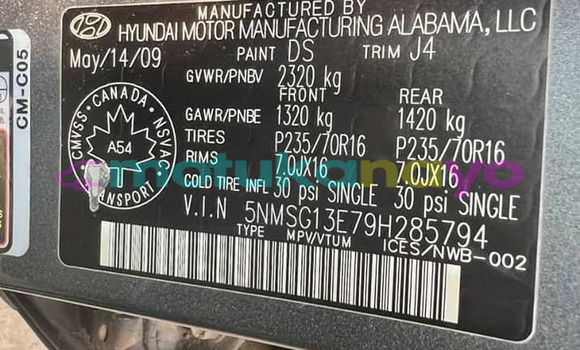 MANUFACTURED BY
HYUNDAI MOTOR MANUFACTURING ALABAMA, LLC
May/14/09 PAINT DS TRIM J4
GVWR/PNBV 2320 kg
FRONT REAR
GAWR/PNBE 1320 kg 1420 kg
TIRES P235/70R16 P235/70R16
RIMS 7.0JX16 7.0JX16
COLD TIRE INFL 30 psi SINGLE 30 psi SINGLE
V.I.N 5NMSG13E79H285794
TYPE MPV/VTUM ICES/NWB-002
CMVSS • CANADA • NSVAC
A54
T
TRANSPORT
CM-C05